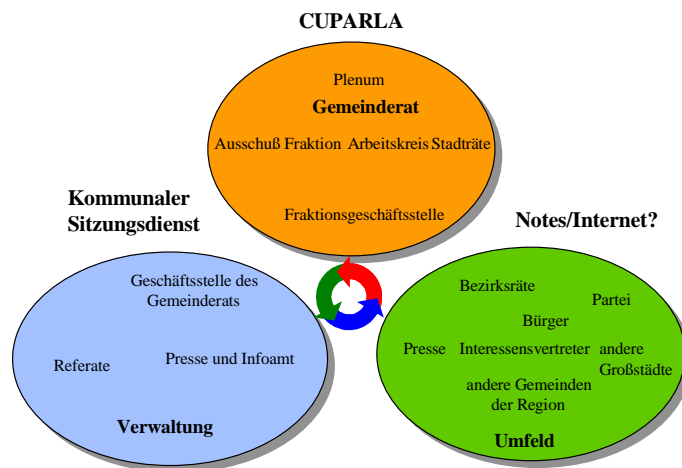 CUPARLA
Plenum
Gemeinderat
Ausschuß Fraktion Arbeitskreis Stadträte
Fraktionsgeschäftsstelle
Kommunaler
Sitzungsdienst
Geschäftsstelle des
Gemeinderats
Referate
Presse und Infoamt
Verwaltung
Notes/Internet?
Bezirksräte
Partei
Bürger
Presse Interessensvertreter andere
Großstädte
andere Gemeinden
der Region
Umfeld